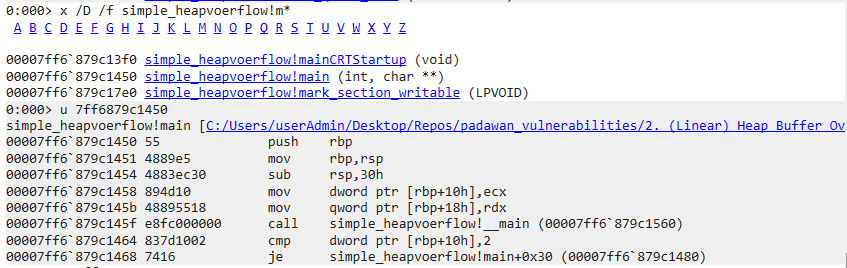 0:000> x /D /f simple_heapvoerflow!m*
A B C D E F G H I J K L M N O P Q R S T U V W X Y Z
00007ff6`879c13f0 simple_heapvoerflow!mainCRTStartup (void)
00007ff6`879c1450 simple_heapvoerflow!main (int, char **)
00007ff6`879c17e0 simple_heapvoerflow!mark_section_writable (LPVOID)
0:000> u 7ff6879c1450
simple_heapvoerflow!main [C:/Users/userAdmin/Desktop/Repos/padawan_vulnerabilities/2. (Linear) Heap Buffer Ov
00007ff6`879c1450 55 push rbp
00007ff6`879c1451 4889e5 mov rbp,rsp
00007ff6`879c1454 4883ec30 sub rsp,30h
00007ff6`879c1458 894d10 mov dword ptr [rbp+10h],ecx
00007ff6`879c145b 48895518 mov qword ptr [rbp+18h],rdx
00007ff6`879c145f e8fc000000 call simple_heapvoerflow!__main (00007ff6`879c1560)
00007ff6`879c1464 837d1002 cmp dword ptr [rbp+10h],2
00007ff6`879c1468 7416 je simple_heapvoerflow!main+0x30 (00007ff6`879c1480)